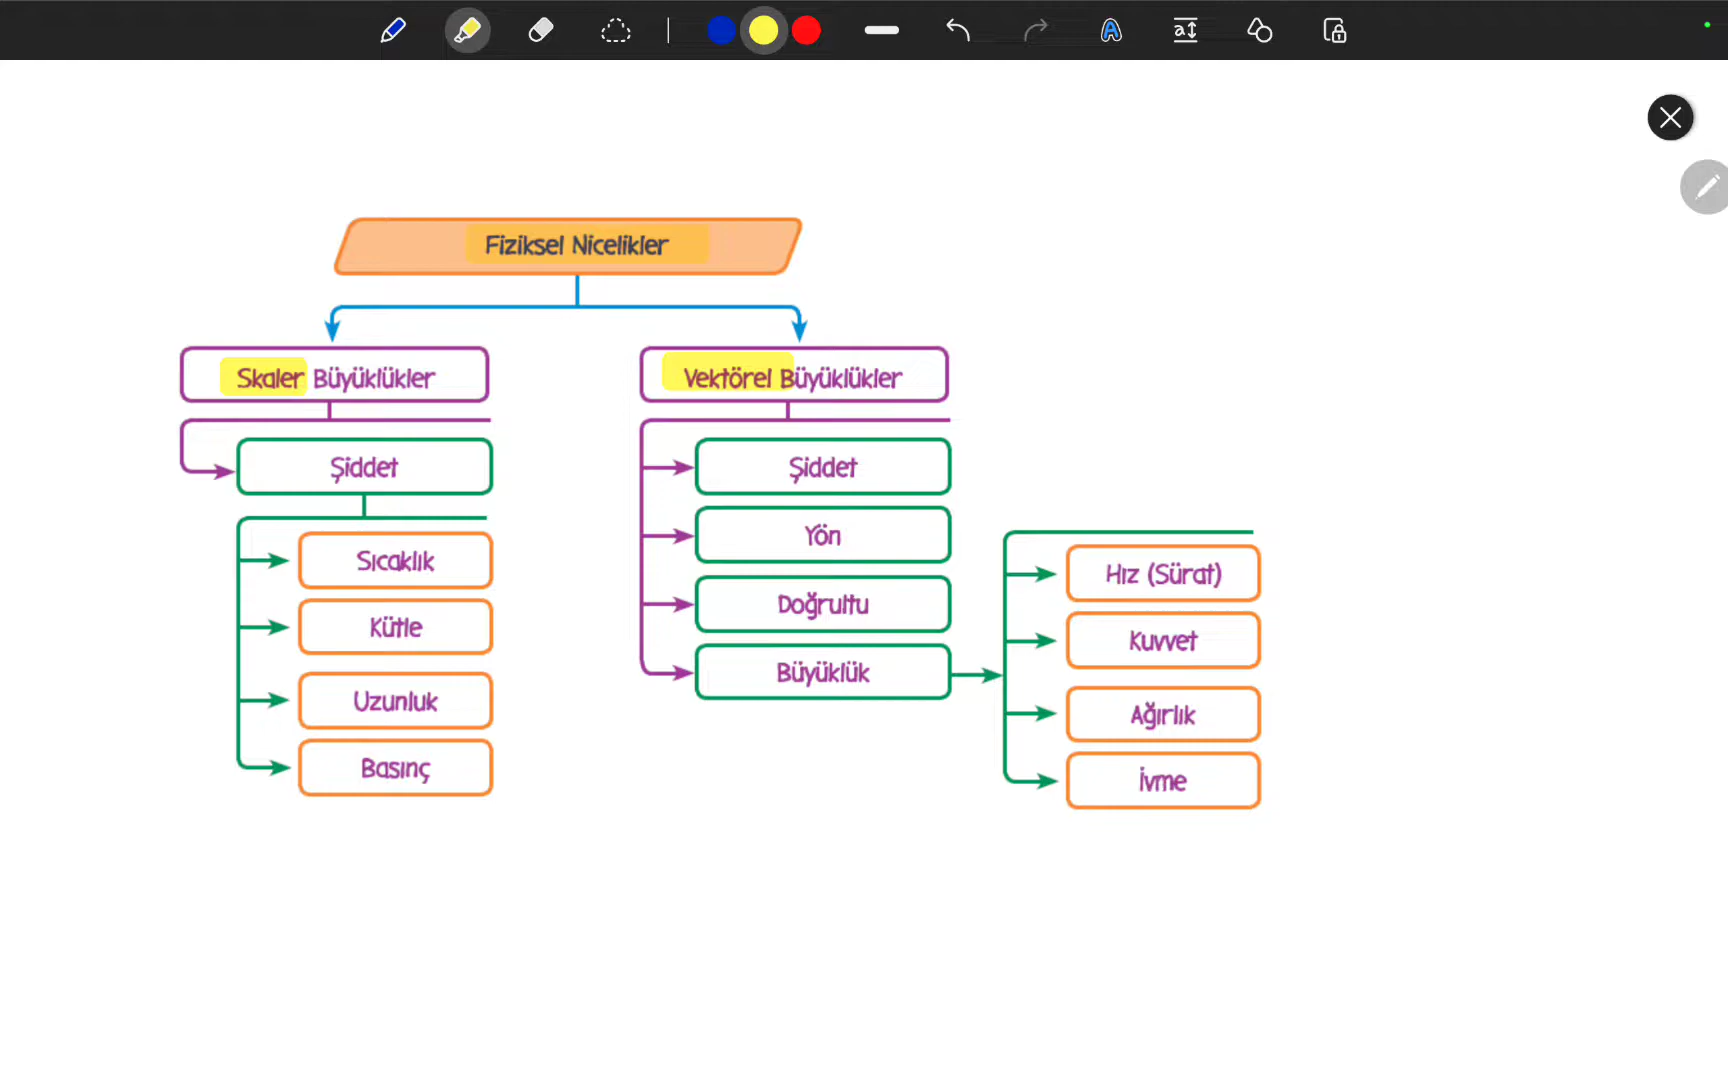 Fiziksel Nicelikler
Skaler Büyüklükler
Şiddet
Sıcaklık
Kütle
Uzunluk
Basınç
Vektörel Büyüklükler
Şiddet
Yön
Doğrultu
Büyüklük
Hız (Sürat)
Kuvvet
Ağırlık
İvme